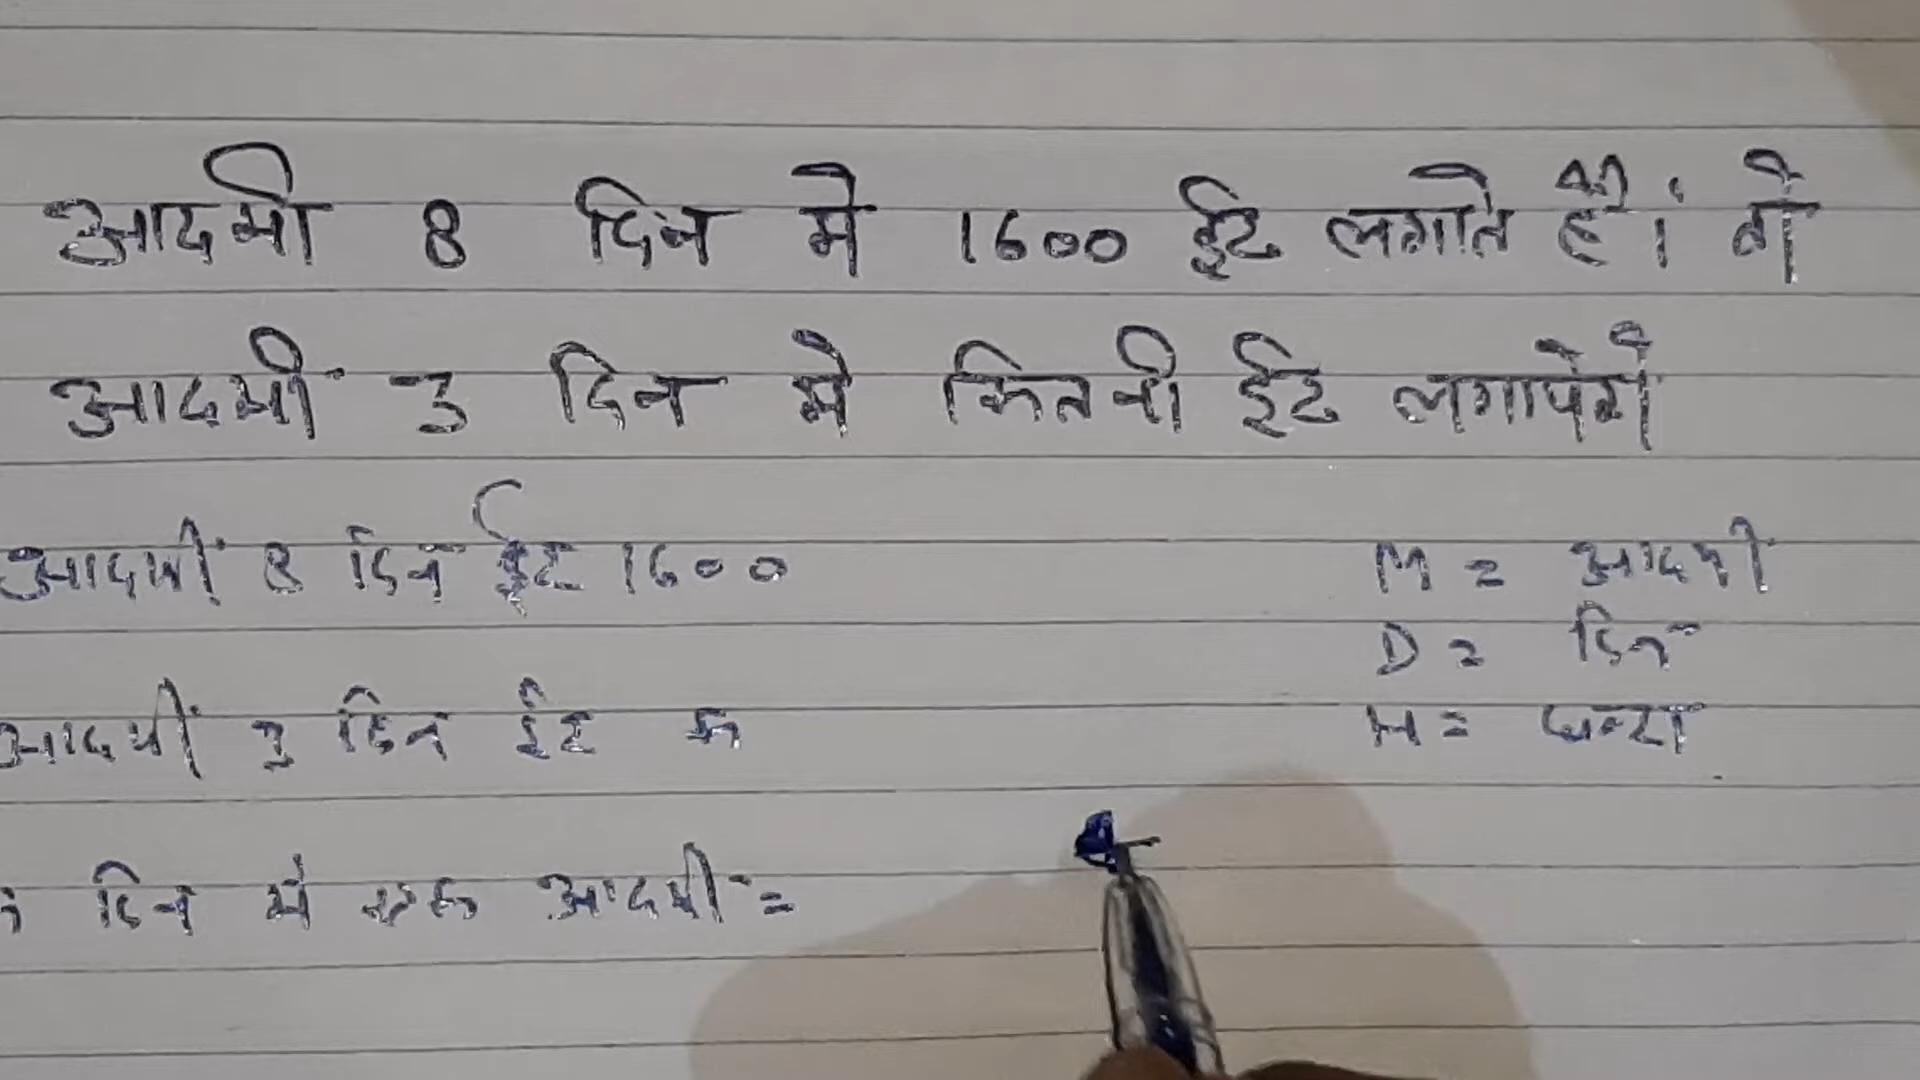 आदमी 8 दिन मे 1600 ईट लगाते है। तो
आदमी 3 दिन मे कितनी ईट लगायेगे
आदमी 8 दिन ईट 1600
M = आदमी
आदमी 3 दिन ईट
D = दिन
H = घन्टा
दिन मे एक आदमी =